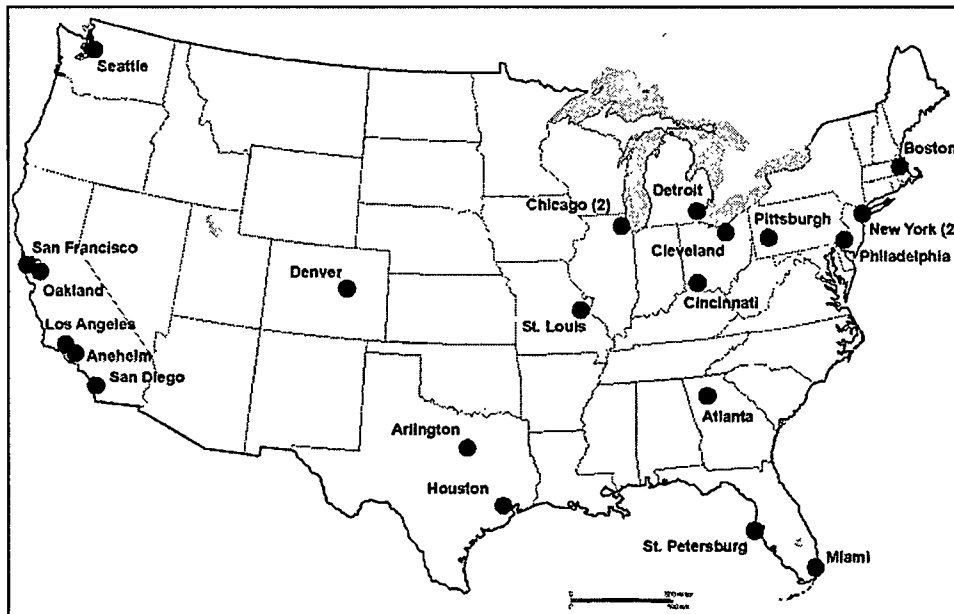 Seattle
Boston
Detroit
Chicago (2)
Pittsburgh
New York (2
San Francisco
Cleveland
Philadelphia
Denver
Oakland
Cincinnati
Los Angeles
St. Louis
Aneheim
San Diego
Atlanta
Arlington
Houston
St. Petersburg
Miami